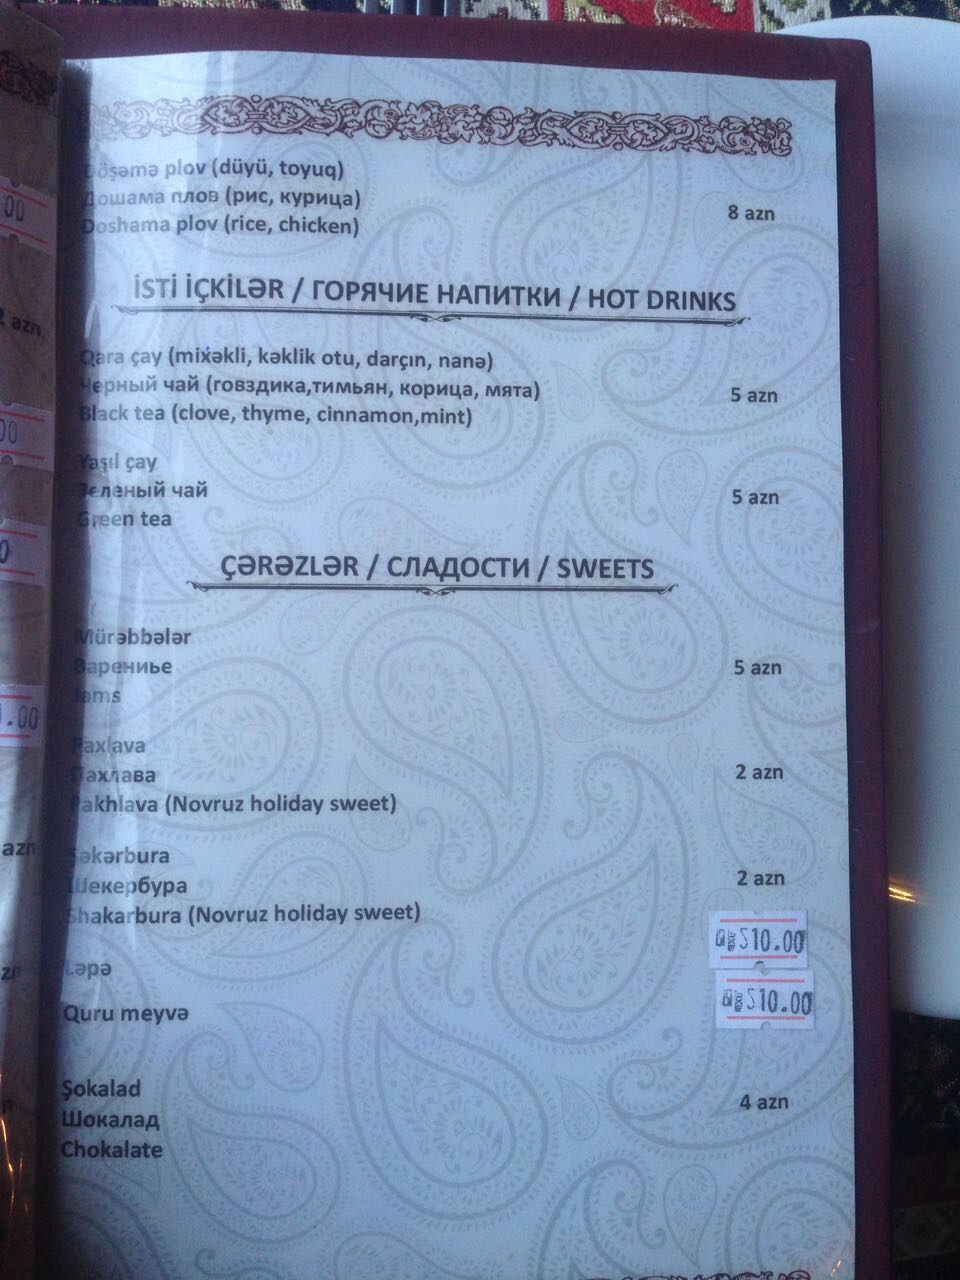 Döşəmə plov (düyü, toyuq)
Дошама плов (рис, курица)
Doshama plov (rice, chicken)
8 azn
İSTİ İÇKİLƏR / ГОРЯЧИЕ НАПИТКИ / HOT DRINKS
Qara çay (mixəkli, kəklik otu, darçın, nanə)
Черный чай (говздика,тимьян, корица, мята)
Black tea (clove, thyme, cinnamon,mint)
5 azn
Yaşıl çay
Зеленый чай
Green tea
5 azn
ÇƏRƏZLƏR / СЛАДОСТИ / SWEETS
Mürəbbələr
Варениье
Jams
5 azn
Paxlava
Пахлава
Pakhlava (Novruz holiday sweet)
2 azn
Şəkərbura
Шекербура
Shakarbura (Novruz holiday sweet)
2 azn
Ləpə
10.00
Quru meyvə
10.00
Şokalad
Шокалад
Chokalate
4 azn